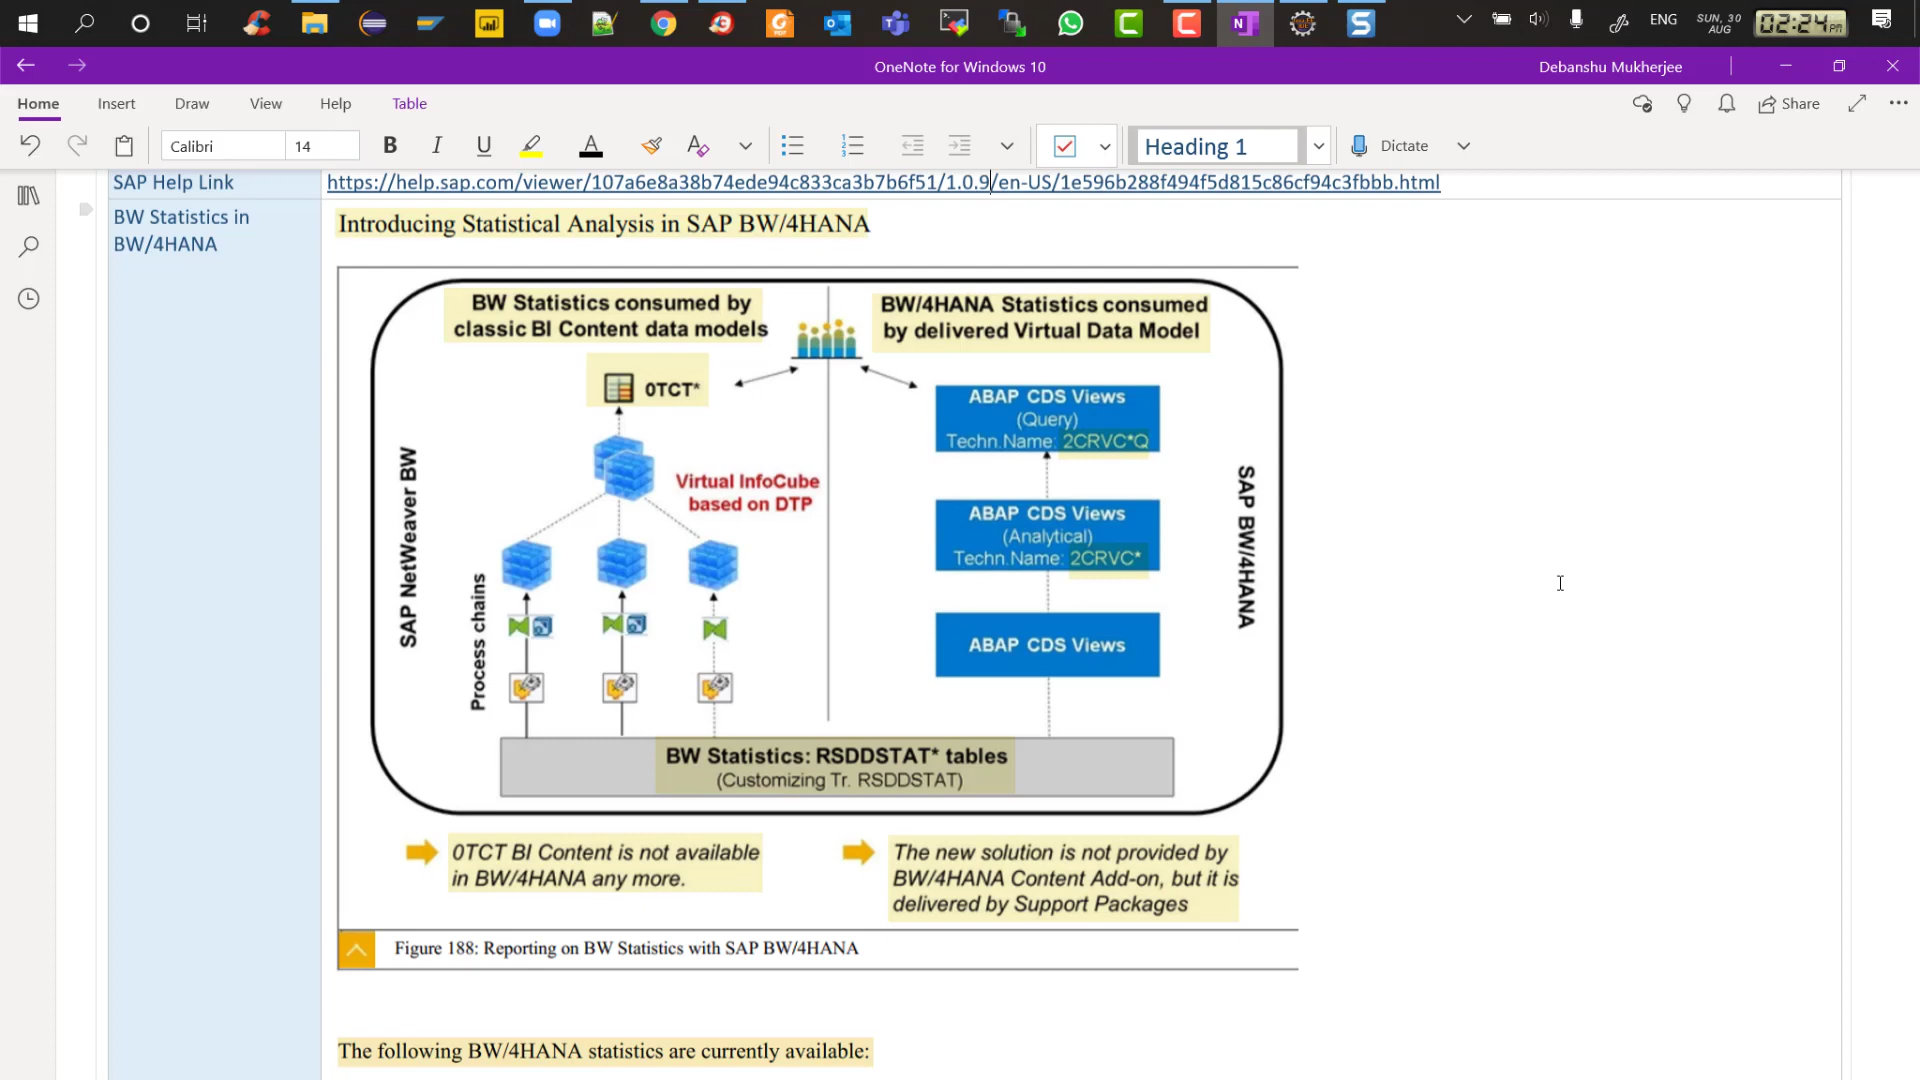 ENG
SUN, 30
AUG
02:24 PM
OneNote for Windows 10
Debanshu Mukherjee
Home
Insert
Draw
View
Help
Table
Share
Calibri
14
B
I
U
A
Heading 1
Dictate
SAP Help Link
https://help.sap.com/viewer/107a6e8a38b74ede94c833ca3b7b6f51/1.0.9/en-US/1e596b288f494f5d815c86cf94c3fbbb.html
BW Statistics in
BW/4HANA
Introducing Statistical Analysis in SAP BW/4HANA
BW Statistics consumed by
classic BI Content data models
BW/4HANA Statistics consumed
by delivered Virtual Data Model
0TCT*
ABAP CDS Views
(Query)
Techn.Name: 2CRVC*Q
Virtual InfoCube
based on DTP
ABAP CDS Views
(Analytical)
Techn.Name: 2CRVC*
SAP NetWeaver BW
SAP BW/4HANA
Process chains
ABAP CDS Views
BW Statistics: RSDDSTAT* tables
(Customizing Tr. RSDDSTAT)
0TCT BI Content is not available
in BW/4HANA any more.
The new solution is not provided by
BW/4HANA Content Add-on, but it is
delivered by Support Packages
Figure 188: Reporting on BW Statistics with SAP BW/4HANA
The following BW/4HANA statistics are currently available: